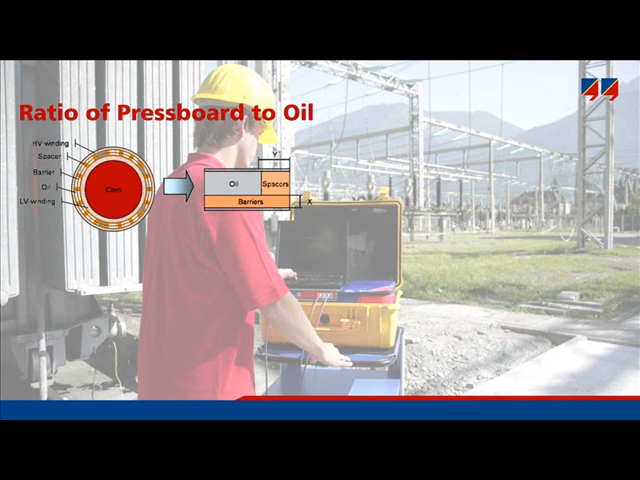 Ratio of Pressboard to Oil
HV-winding
Spacer
Barrier
Oil
LV-winding
Core
Y
Oil
Spacers
Barriers
X